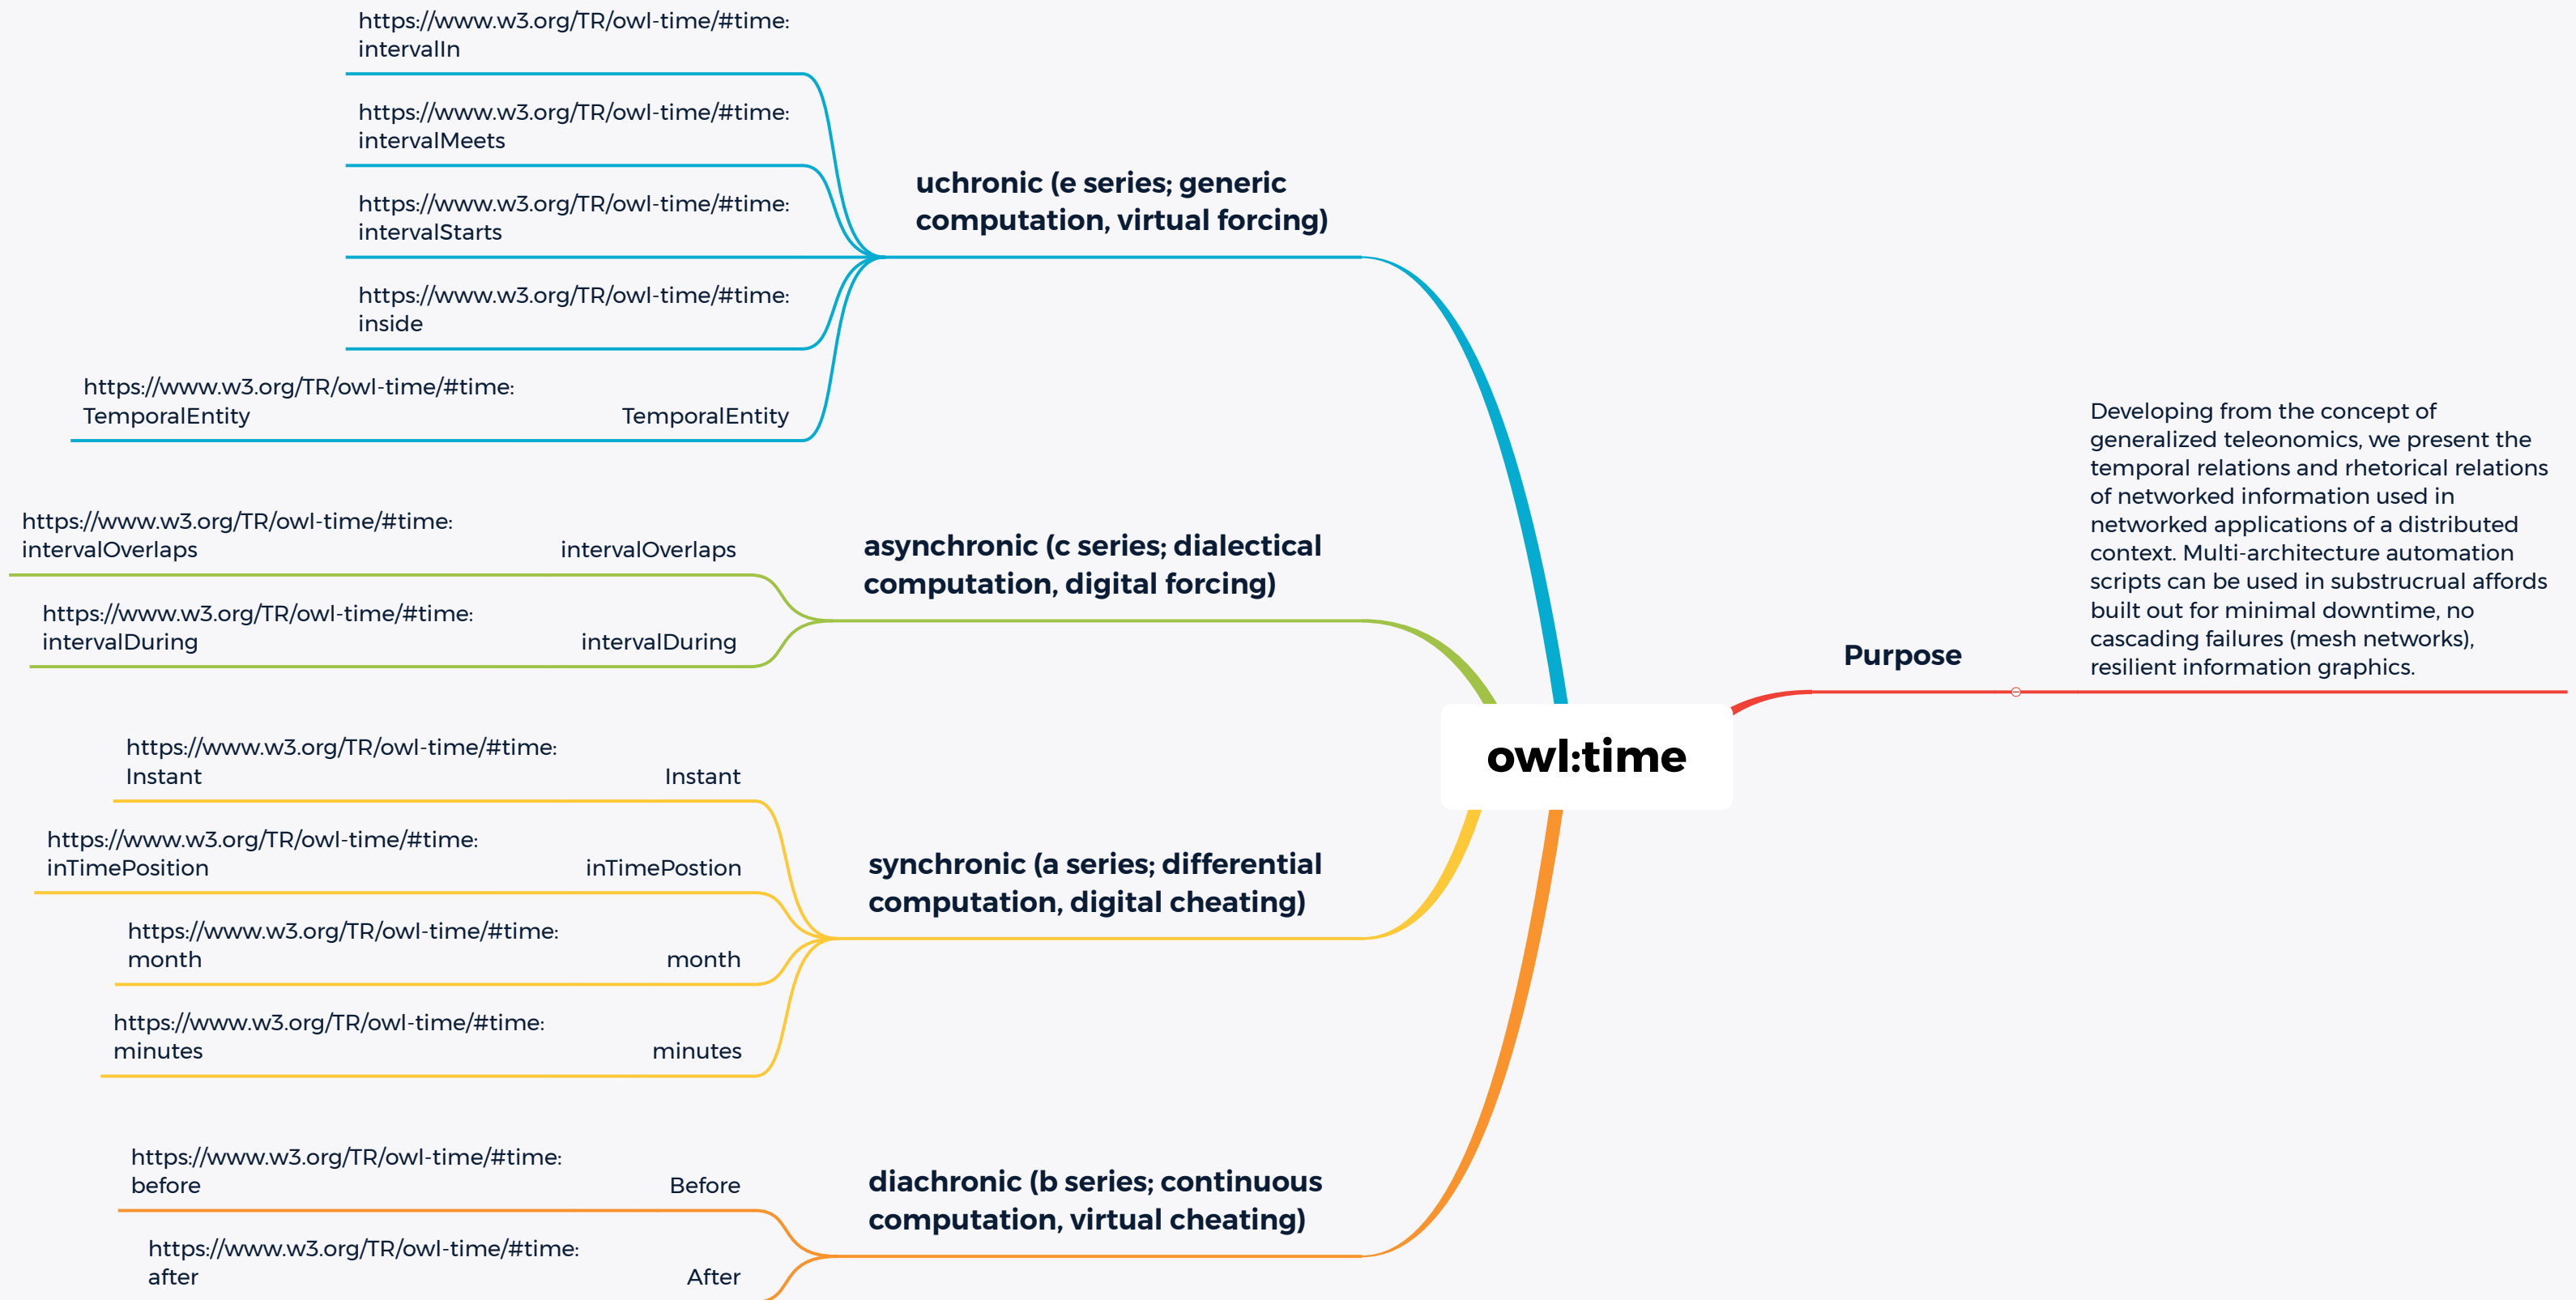 https://www.w3.org/TR/owl-time/#time:
intervalIn
https://www.w3.org/TR/owl-time/#time:
intervalMeets
https://www.w3.org/TR/owl-time/#time:
intervalStarts
https://www.w3.org/TR/owl-time/#time:
inside
https://www.w3.org/TR/owl-time/#time:
TemporalEntity
TemporalEntity
uchronic (e series; generic
computation, virtual forcing)
https://www.w3.org/TR/owl-time/#time:
intervalOverlaps
intervalOverlaps
https://www.w3.org/TR/owl-time/#time:
intervalDuring
intervalDuring
asynchronic (c series; dialectical
computation, digital forcing)
https://www.w3.org/TR/owl-time/#time:
Instant
Instant
https://www.w3.org/TR/owl-time/#time:
inTimePosition
inTimePostion
https://www.w3.org/TR/owl-time/#time:
month
month
https://www.w3.org/TR/owl-time/#time:
minutes
minutes
synchronic (a series; differential
computation, digital cheating)
https://www.w3.org/TR/owl-time/#time:
before
Before
https://www.w3.org/TR/owl-time/#time:
after
After
diachronic (b series; continuous
computation, virtual cheating)
owl:time
Purpose
Developing from the concept of
generalized teleonomics, we present the
temporal relations and rhetorical relations
of networked information used in
networked applications of a distributed
context. Multi-architecture automation
scripts can be used in substrucrual affords
built out for minimal downtime, no
cascading failures (mesh networks),
resilient information graphics.